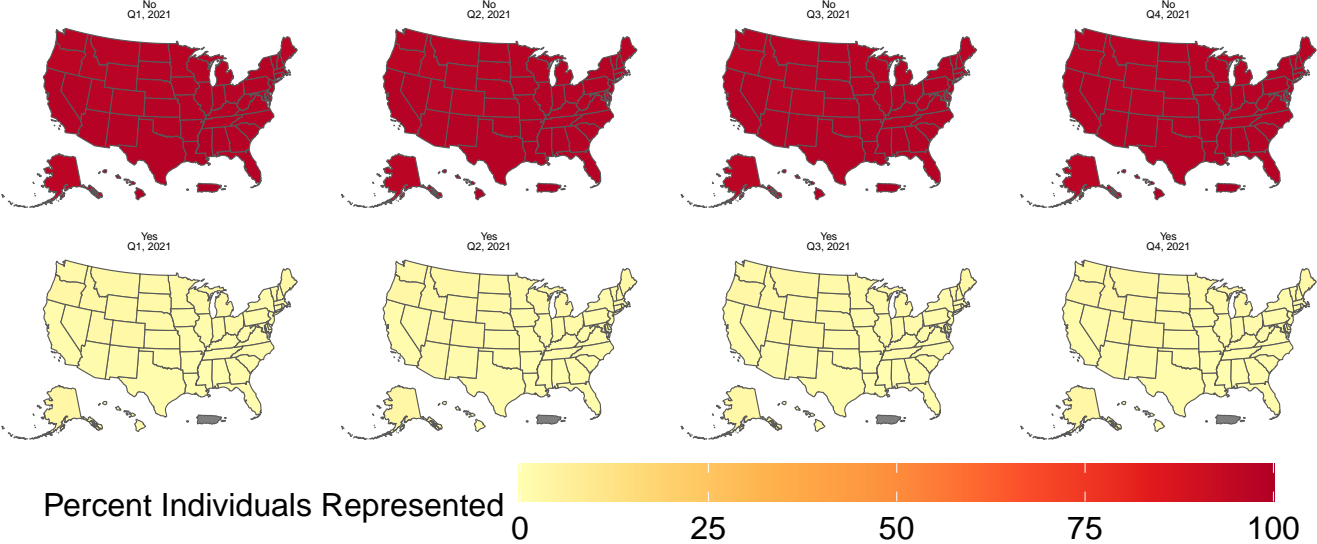 No
Q1, 2021
No
Q2, 2021
No
Q3, 2021
No
Q4, 2021
Yes
Q1, 2021
Yes
Q2, 2021
Yes
Q3, 2021
Yes
Q4, 2021
Percent Individuals Represented
0 25 50 75 100